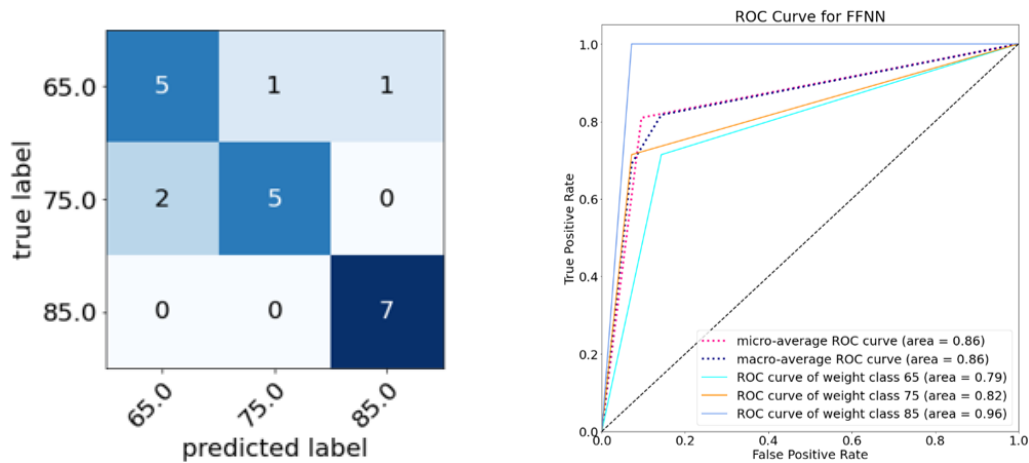 true label
65.0
75.0
85.0
5
1
1
2
5
0
0
0
7
65.0
75.0
85.0
predicted label
ROC Curve for FFNN
True Positive Rate
1.0
0.8
0.6
0.4
0.2
0.0
micro-average ROC curve (area = 0.86)
macro-average ROC curve (area = 0.86)
ROC curve of weight class 65 (area = 0.79)
ROC curve of weight class 75 (area = 0.82)
ROC curve of weight class 85 (area = 0.96)
0.0
0.2
0.4
0.6
0.8
1.0
False Positive Rate